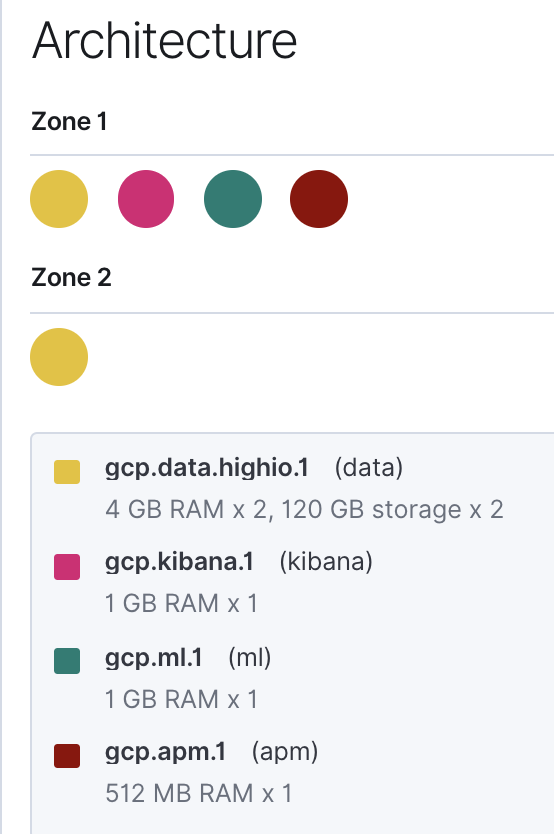 Architecture
Zone 1
Zone 2
gcp.data.highio.1 (data)
4 GB RAM x 2, 120 GB storage x 2
gcp.kibana.1 (kibana)
1 GB RAM x 1
gcp.ml.1 (ml)
1 GB RAM x 1
gcp.apm.1 (apm)
512 MB RAM x 1